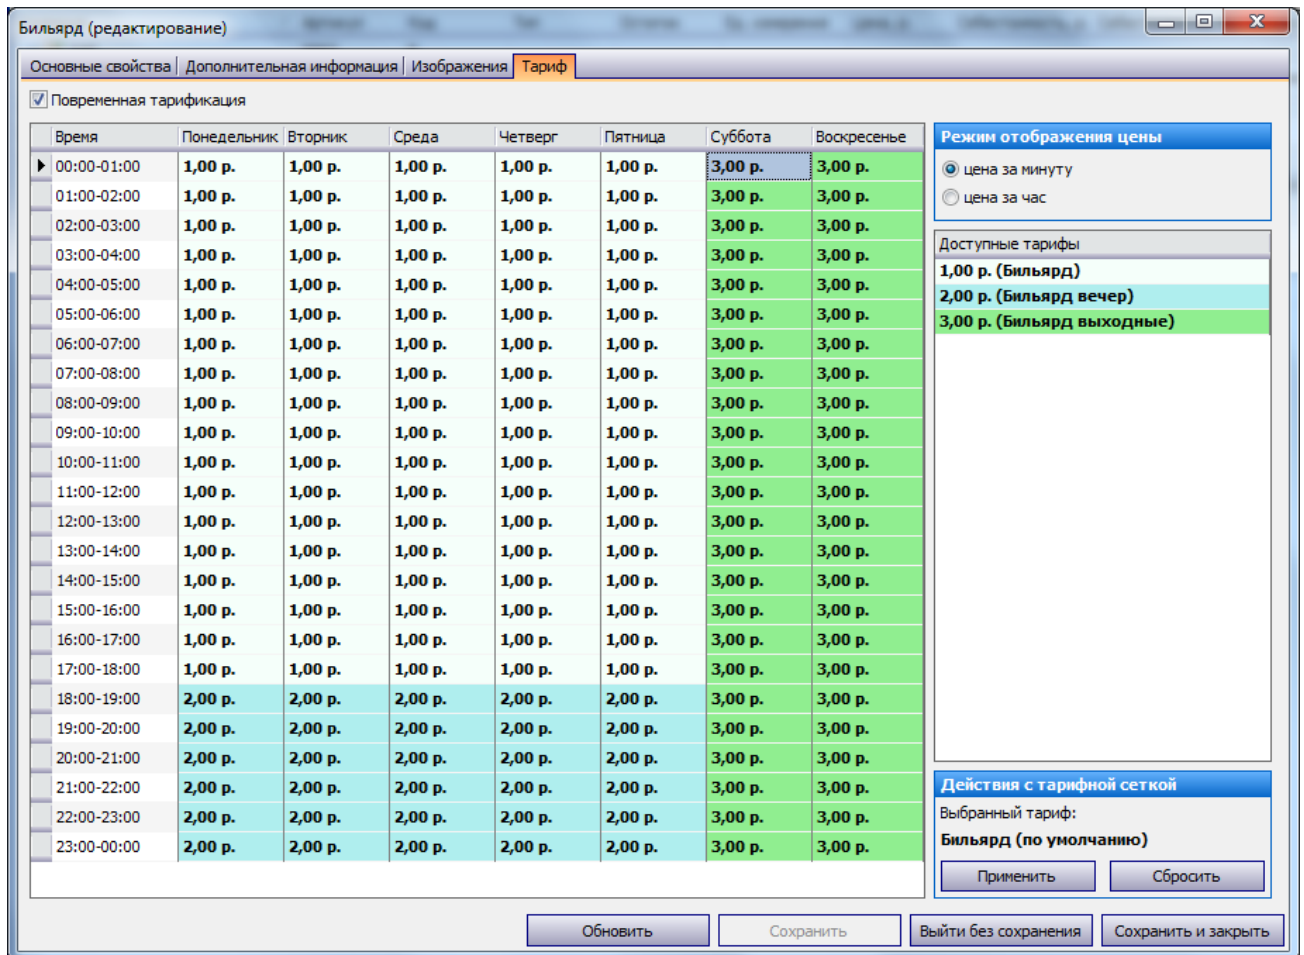 Бильярд (редактирование)
Основные свойства Дополнительная информация Изображения Тариф
Повременная тарификация
Время Понедельник Вторник Среда Четверг Пятница Суббота Воскресенье
00:00-01:00 1,00 р. 1,00 р. 1,00 р. 1,00 р. 1,00 р. 3,00 р. 3,00 р.
01:00-02:00 1,00 р. 1,00 р. 1,00 р. 1,00 р. 1,00 р. 3,00 р. 3,00 р.
02:00-03:00 1,00 р. 1,00 р. 1,00 р. 1,00 р. 1,00 р. 3,00 р. 3,00 р.
03:00-04:00 1,00 р. 1,00 р. 1,00 р. 1,00 р. 1,00 р. 3,00 р. 3,00 р.
04:00-05:00 1,00 р. 1,00 р. 1,00 р. 1,00 р. 1,00 р. 3,00 р. 3,00 р.
05:00-06:00 1,00 р. 1,00 р. 1,00 р. 1,00 р. 1,00 р. 3,00 р. 3,00 р.
06:00-07:00 1,00 р. 1,00 р. 1,00 р. 1,00 р. 1,00 р. 3,00 р. 3,00 р.
07:00-08:00 1,00 р. 1,00 р. 1,00 р. 1,00 р. 1,00 р. 3,00 р. 3,00 р.
08:00-09:00 1,00 р. 1,00 р. 1,00 р. 1,00 р. 1,00 р. 3,00 р. 3,00 р.
09:00-10:00 1,00 р. 1,00 р. 1,00 р. 1,00 р. 1,00 р. 3,00 р. 3,00 р.
10:00-11:00 1,00 р. 1,00 р. 1,00 р. 1,00 р. 1,00 р. 3,00 р. 3,00 р.
11:00-12:00 1,00 р. 1,00 р. 1,00 р. 1,00 р. 1,00 р. 3,00 р. 3,00 р.
12:00-13:00 1,00 р. 1,00 р. 1,00 р. 1,00 р. 1,00 р. 3,00 р. 3,00 р.
13:00-14:00 1,00 р. 1,00 р. 1,00 р. 1,00 р. 1,00 р. 3,00 р. 3,00 р.
14:00-15:00 1,00 р. 1,00 р. 1,00 р. 1,00 р. 1,00 р. 3,00 р. 3,00 р.
15:00-16:00 1,00 р. 1,00 р. 1,00 р. 1,00 р. 1,00 р. 3,00 р. 3,00 р.
16:00-17:00 1,00 р. 1,00 р. 1,00 р. 1,00 р. 1,00 р. 3,00 р. 3,00 р.
17:00-18:00 1,00 р. 1,00 р. 1,00 р. 1,00 р. 1,00 р. 3,00 р. 3,00 р.
18:00-19:00 2,00 р. 2,00 р. 2,00 р. 2,00 р. 2,00 р. 3,00 р. 3,00 р.
19:00-20:00 2,00 р. 2,00 р. 2,00 р. 2,00 р. 2,00 р. 3,00 р. 3,00 р.
20:00-21:00 2,00 р. 2,00 р. 2,00 р. 2,00 р. 2,00 р. 3,00 р. 3,00 р.
21:00-22:00 2,00 р. 2,00 р. 2,00 р. 2,00 р. 2,00 р. 3,00 р. 3,00 р.
22:00-23:00 2,00 р. 2,00 р. 2,00 р. 2,00 р. 2,00 р. 3,00 р. 3,00 р.
23:00-00:00 2,00 р. 2,00 р. 2,00 р. 2,00 р. 2,00 р. 3,00 р. 3,00 р.
Режим отображения цены
цена за минуту
цена за час
Доступные тарифы
1,00 р. (Бильярд)
2,00 р. (Бильярд вечер)
3,00 р. (Бильярд выходные)
Действия с тарифной сеткой
Выбранный тариф:
Бильярд (по умолчанию)
Применить Сбросить
Обновить Сохранить Выйти без сохранения Сохранить и закрыть